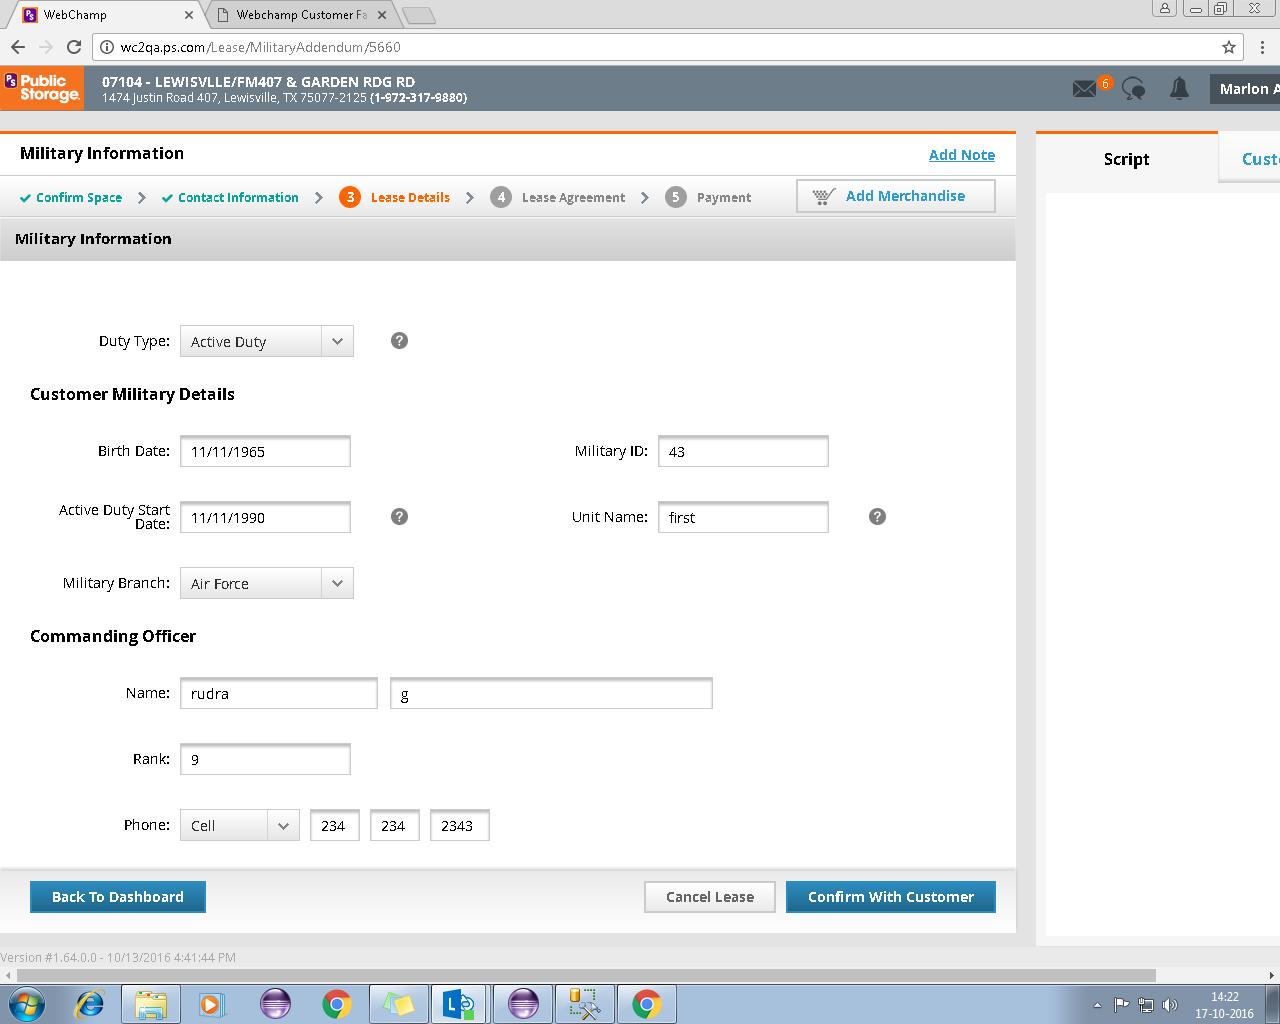 WebChamp
Webchamp Customer Fa
wc2qa.ps.com/Lease/MilitaryAddendum/5660
PS Public Storage.
07104 - LEWISVLLE/FM407 & GARDEN RDG RD
1474 Justin Road 407, Lewisville, TX 75077-2125 (1-972-317-9880)
6
Marlon A
Military Information
Add Note
Script
Custo
Confirm Space
Contact Information
3 Lease Details
4 Lease Agreement
5 Payment
Add Merchandise
Military Information
Duty Type: Active Duty ?
Customer Military Details
Birth Date: 11/11/1965
Military ID: 43
Active Duty Start Date: 11/11/1990 ?
Unit Name: first ?
Military Branch: Air Force
Commanding Officer
Name: rudra g
Rank: 9
Phone: Cell 234 234 2343
Back To Dashboard
Cancel Lease
Confirm With Customer
Version #1.64.0.0 - 10/13/2016 4:41:44 PM
14:22
17-10-2016